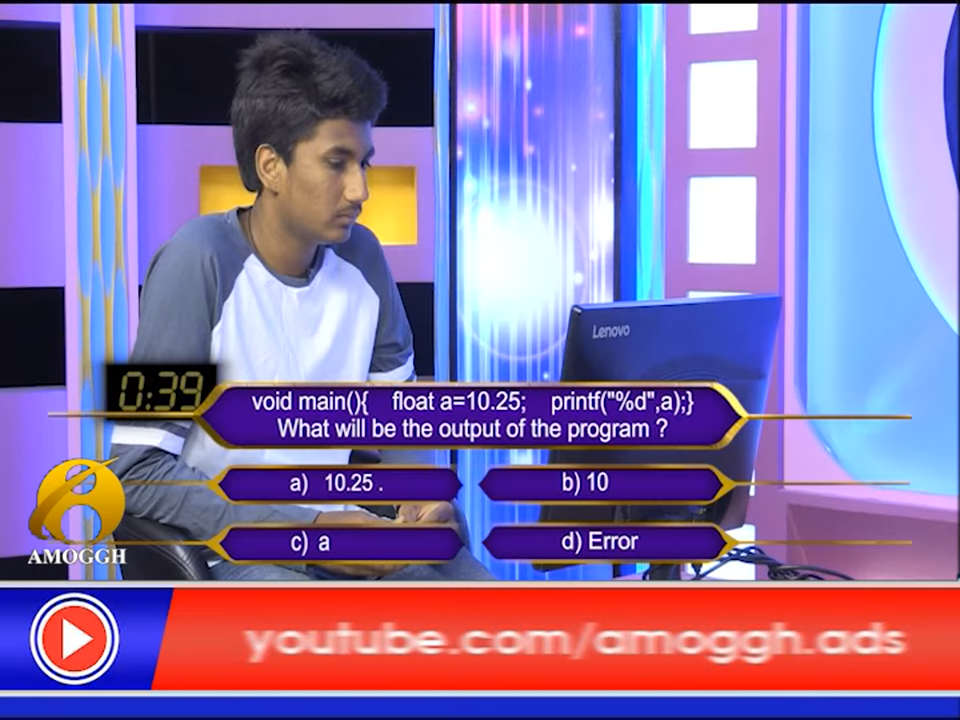 Lenovo
0:39
void main(){ float a=10.25; printf("%d",a);}
What will be the output of the program ?
a) 10.25 .
b) 10
c) a
d) Error
AMOGGH
youtube.com/amoggh.ads